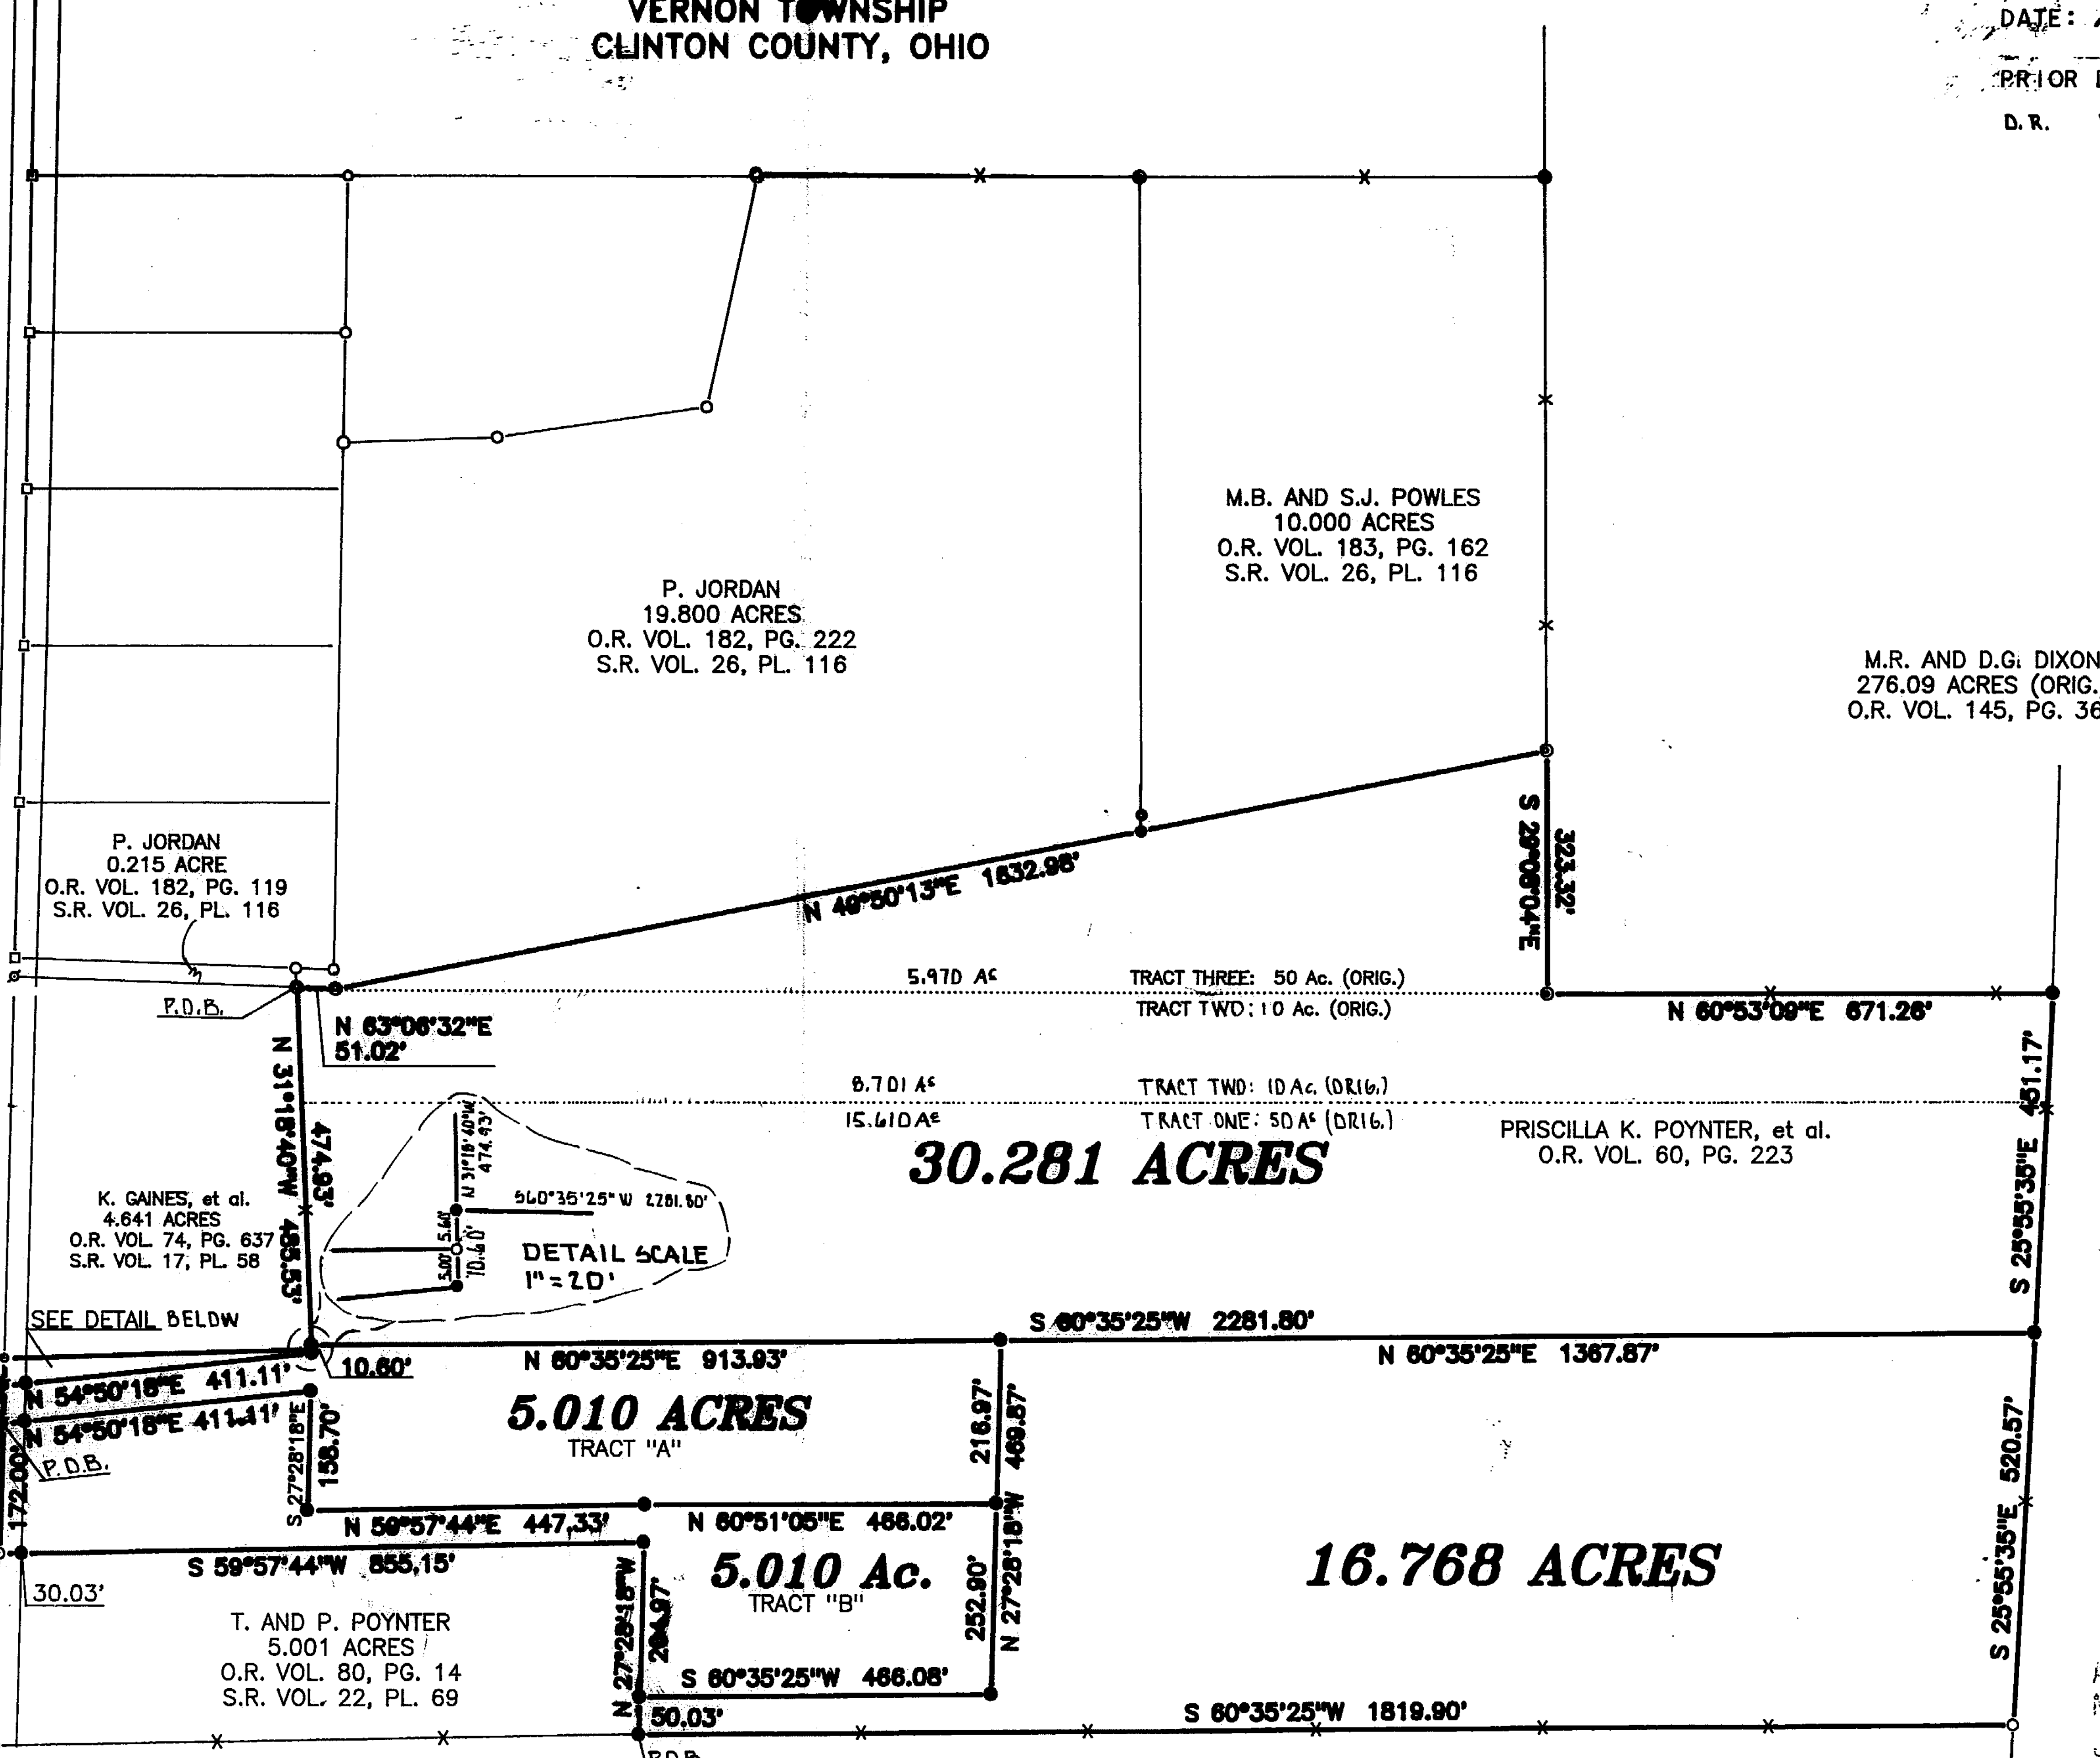 VERNON TOWNSHIP
CLINTON COUNTY, OHIO
DATE:
PRIOR
D.R.
M.B. AND S.J. POWLES
10.000 ACRES
O.R. VOL. 183, PG. 162
S.R. VOL. 26, PL. 116
P. JORDAN
19.800 ACRES
O.R. VOL. 182, PG. 222
S.R. VOL. 26, PL. 116
M.R. AND D.G. DIXON
276.09 ACRES (ORIG.
O.R. VOL. 145, PG. 36
P. JORDAN
0.215 ACRE
O.R. VOL. 182, PG. 119
S.R. VOL. 26, PL. 116
P.O.B.
N 63°06'32"E
51.02'
N 49°50'13"E 1632.98'
S 29°06'04"E
323.32'
5.970 Ac
TRACT THREE: 50 Ac. (ORIG.)
TRACT TWO: 10 Ac. (ORIG.)
N 60°53'09"E 671.26'
8.701 Ac
TRACT TWO: 10 Ac. (ORIG.)
15.610 Ac
TRACT ONE: 50 Ac (ORIG.)
30.281 ACRES
PRISCILLA K. POYNTER, et al.
O.R. VOL. 60, PG. 223
S 25°55'35"E 451.17'
N 31°18'40"W 485.53'
474.93'
K. GAINES, et al.
4.641 ACRES
O.R. VOL. 74, PG. 637
S.R. VOL. 17, PL. 58
N 31°18'40"W
474.93'
S60°35'25"W 2281.80'
5.60'
5.00'
10.60'
DETAIL SCALE
1"=20'
SEE DETAIL BELOW
10.60'
S 60°35'25"W 2281.80'
N 60°35'25"E 913.93'
N 60°35'25"E 1367.87'
N 54°50'18"E 411.11'
N 54°50'18"E 411.11'
P.O.B.
172.00'
S 27°28'18"E
158.70'
5.010 ACRES
TRACT "A"
216.97'
469.87'
N 27°28'18"W
252.90'
N 59°57'44"E 447.33'
N 60°51'05"E 466.02'
S 59°57'44"W 855.15'
30.03'
5.010 Ac.
TRACT "B"
16.768 ACRES
S 25°55'35"E 520.57'
T. AND P. POYNTER
5.001 ACRES
O.R. VOL. 80, PG. 14
S.R. VOL. 22, PL. 69
N 27°28'18"W
S 60°35'25"W 466.08'
50.03'
S 60°35'25"W 1819.90'
P.O.B.